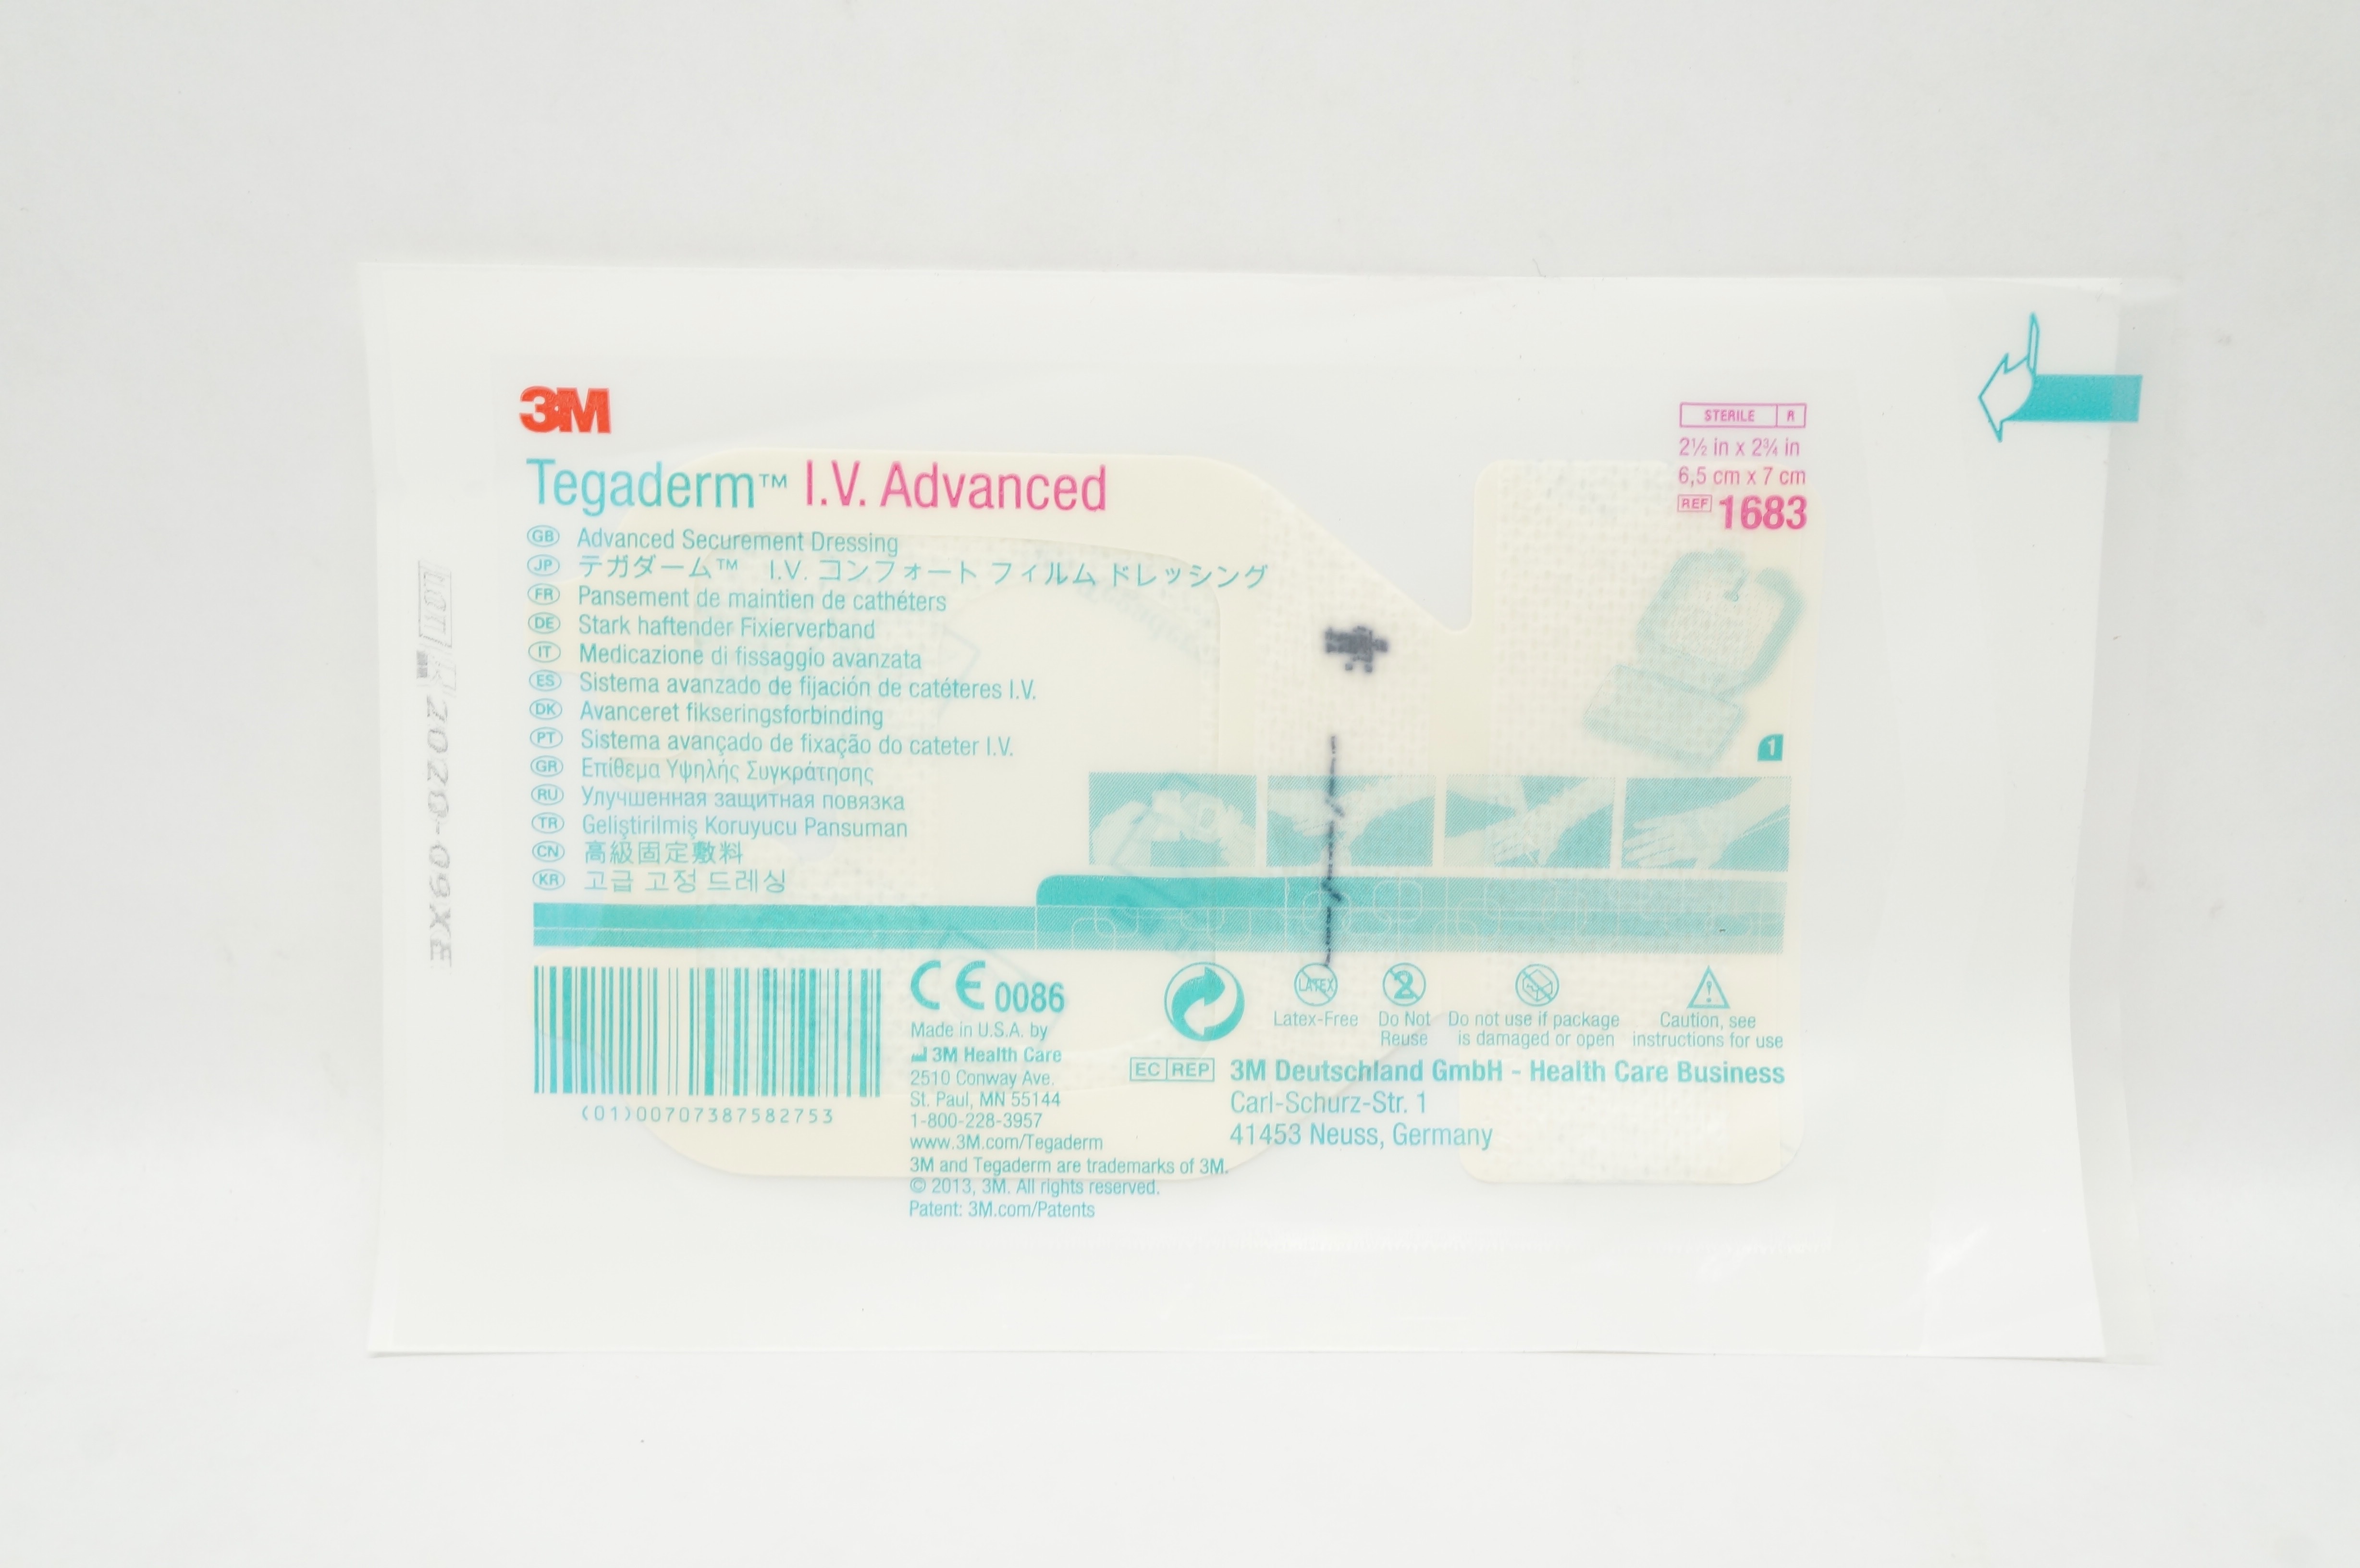 3M
Tegaderm™ I.V. Advanced
GB Advanced Securement Dressing
JP テガダーム™ I.V. コンフォート フィルム ドレッシング
FR Pansement de maintien de cathéters
DE Stark haftender Fixierverband
IT Medicazione di fissaggio avanzata
ES Sistema avanzado de fijación de catéteres I.V.
DK Avanceret fikseringsforbinding
PT Sistema avançado de fixação do cateter I.V.
GR Επίθεμα Υψηλής Συγκράτησης
RU Улучшенная защитная повязка
TR Geliştirilmiş Koruyucu Pansuman
CN 高級固定敷料
KR 고급 고정 드레싱
STERILE R
2½ in x 2¾ in
6,5 cm x 7 cm
REF 1683
1
(01)00707387582753
CE 0086
Made in U.S.A. by
3M Health Care
2510 Conway Ave.
St. Paul, MN 55144
1-800-228-3957
www.3M.com/Tegaderm
3M and Tegaderm are trademarks of 3M.
© 2013, 3M. All rights reserved.
Patent: 3M.com/Patents
LATEX
Latex-Free
2
Do Not
Reuse
Do not use if package
is damaged or open
Caution, see
instructions for use
EC REP 3M Deutschland GmbH - Health Care Business
Carl-Schurz-Str. 1
41453 Neuss, Germany